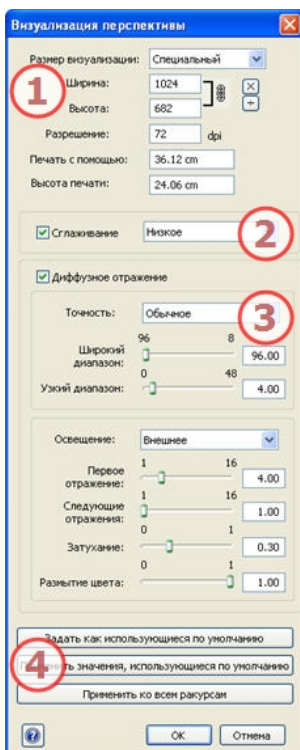 Визуализация перспективы
Размер визуализации: Специальный
1
Ширина: 1024
Высота: 682
Разрешение: 72 dpi
Печать с помощью: 36.12 cm
Высота печати: 24.06 cm
Сглаживание Низкое
2
Диффузное отражение
Точность: Обычное
3
96 8
Широкий диапазон: 96.00
0 48
Узкий диапазон: 4.00
Освещение: Внешнее
1 16
Первое отражение: 4.00
1 16
Следующие отражения: 1.00
0 1
Затухание: 0.30
0 1
Размытие цвета: 1.00
Задать как использующиеся по умолчанию
4
значения, использующиеся по умолчанию
Применить ко всем ракурсам
? OK Отмена